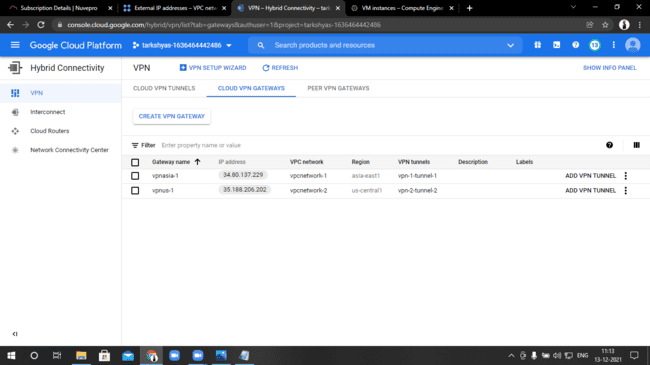 Subscription Details | Nuvepro
External IP addresses – VPC netw
VPN – Hybrid Connectivity – tark
VM instances – Compute Engine
console.cloud.google.com/hybrid/vpn/list?tab=gateways&authuser=1&project=tarkshyas-1636464442486
Google Cloud Platform
tarkshyas-1636464442486
Search products and resources
13
Hybrid Connectivity
VPN
VPN SETUP WIZARD
REFRESH
SHOW INFO PANEL
VPN
Interconnect
Cloud Routers
Network Connectivity Center
CLOUD VPN TUNNELS
CLOUD VPN GATEWAYS
PEER VPN GATEWAYS
CREATE VPN GATEWAY
Filter Enter property name or value
Gateway name IP address VPC network Region VPN tunnels Description Labels
vpnasia-1 34.80.137.229 vpcnetwork-1 asia-east1 vpn-1-tunnel-1 ADD VPN TUNNEL
vpnus-1 35.188.206.202 vpcnetwork-2 us-central1 vpn-2-tunnel-2 ADD VPN TUNNEL
ENG
11:13
13-12-2021